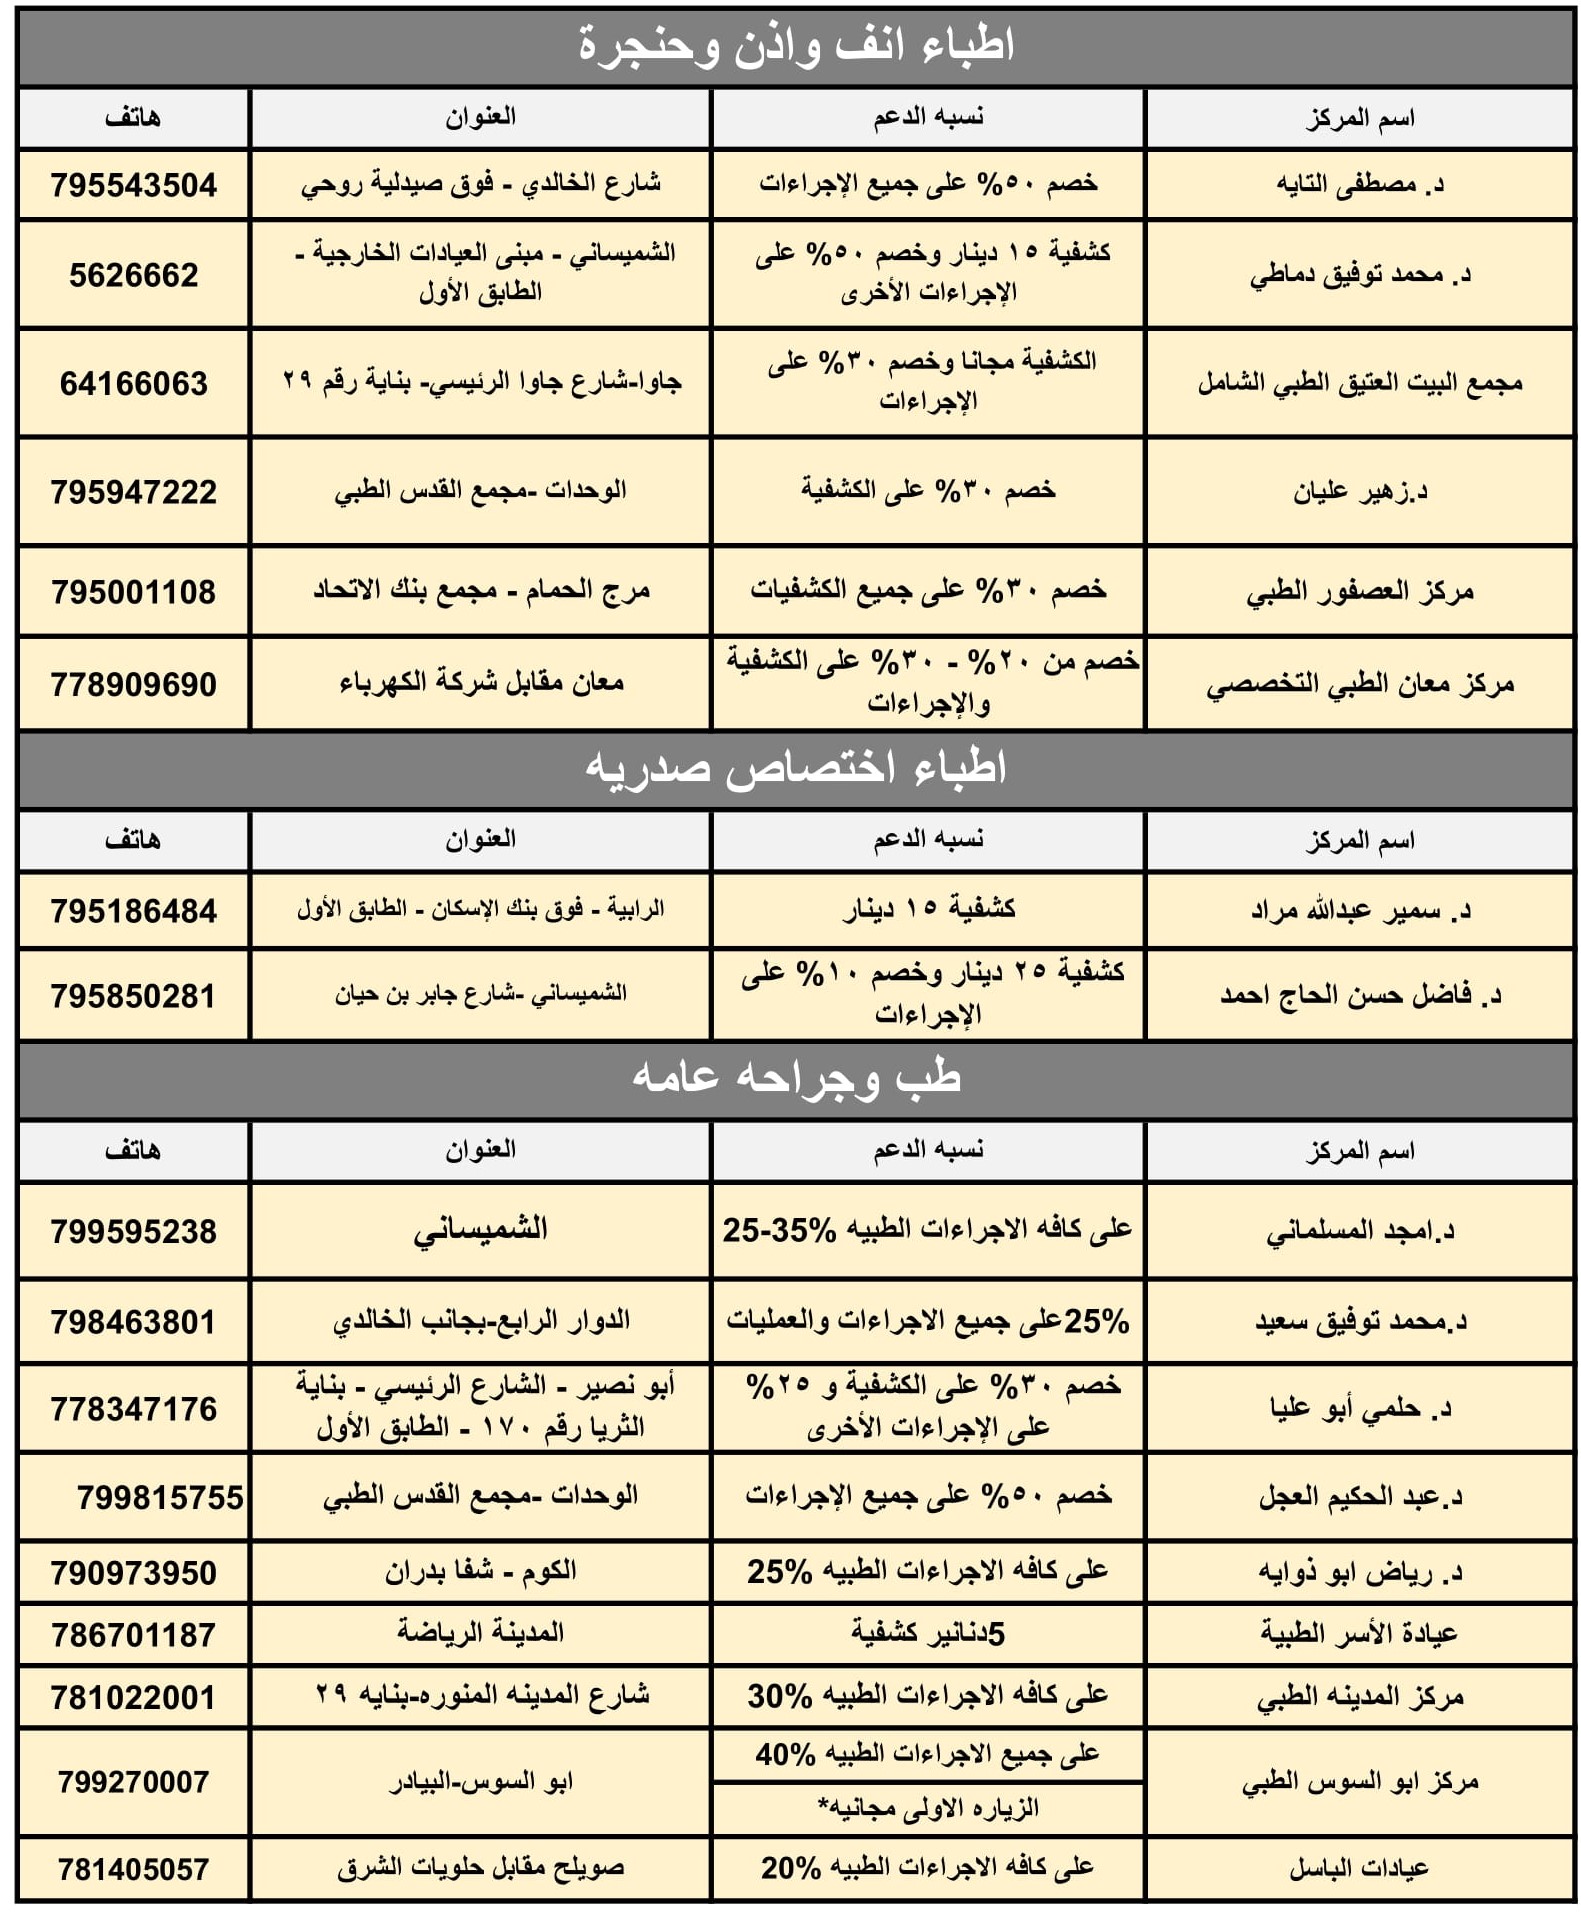 اطباء انف واذن وحنجرة
اسم المركز نسبه الدعم العنوان هاتف
د. مصطفى التايه خصم ٥٠% على جميع الإجراءات شارع الخالدي - فوق صيدلية روحي 795543504
د. محمد توفيق دماطي كشفية ١٥ دينار وخصم ٥٠% على الإجراءات الأخرى الشميساني - مبنى العيادات الخارجية - الطابق الأول 5626662
مجمع البيت العتيق الطبي الشامل الكشفية مجانا وخصم ٣٠% على الإجراءات جاوا-شارع جاوا الرئيسي- بناية رقم ٢٩ 64166063
د.زهير عليان خصم ٣٠% على الكشفية الوحدات -مجمع القدس الطبي 795947222
مركز العصفور الطبي خصم ٣٠% على جميع الكشفيات مرج الحمام - مجمع بنك الاتحاد 795001108
مركز معان الطبي التخصصي خصم من ٢٠% - ٣٠% على الكشفية والإجراءات معان مقابل شركة الكهرباء 778909690
اطباء اختصاص صدريه
اسم المركز نسبه الدعم العنوان هاتف
د. سمير عبدالله مراد كشفية ١٥ دينار الرابية - فوق بنك الإسكان - الطابق الأول 795186484
د. فاضل حسن الحاج احمد كشفية ٢٥ دينار وخصم ١٠% على الإجراءات الشميساني -شارع جابر بن حيان 795850281
طب وجراحه عامه
اسم المركز نسبه الدعم العنوان هاتف
د.امجد المسلماني على كافه الاجراءات الطبيه 25-35% الشميساني 799595238
د.محمد توفيق سعيد 25%على جميع الاجراءات والعمليات الدوار الرابع-بجانب الخالدي 798463801
د. حلمي أبو عليا خصم ٣٠% على الكشفية و ٢٥% على الإجراءات الأخرى أبو نصير - الشارع الرئيسي - بناية الثريا رقم ١٧٠ - الطابق الأول 778347176
د.عبد الحكيم العجل خصم ٥٠% على جميع الإجراءات الوحدات -مجمع القدس الطبي 799815755
د. رياض ابو ذوايه على كافه الاجراءات الطبيه 25% الكوم - شفا بدران 790973950
عيادة الأسر الطبية 5دنانير كشفية المدينة الرياضة 786701187
مركز المدينه الطبي على كافه الاجراءات الطبيه 30% شارع المدينه المنوره-بنايه ٢٩ 781022001
مركز ابو السوس الطبي على جميع الاجراءات الطبيه 40% ابو السوس-البيادر 799270007
الزياره الاولى مجانيه*
عيادات الباسل على كافه الاجراءات الطبيه 20% صويلح مقابل حلويات الشرق 781405057